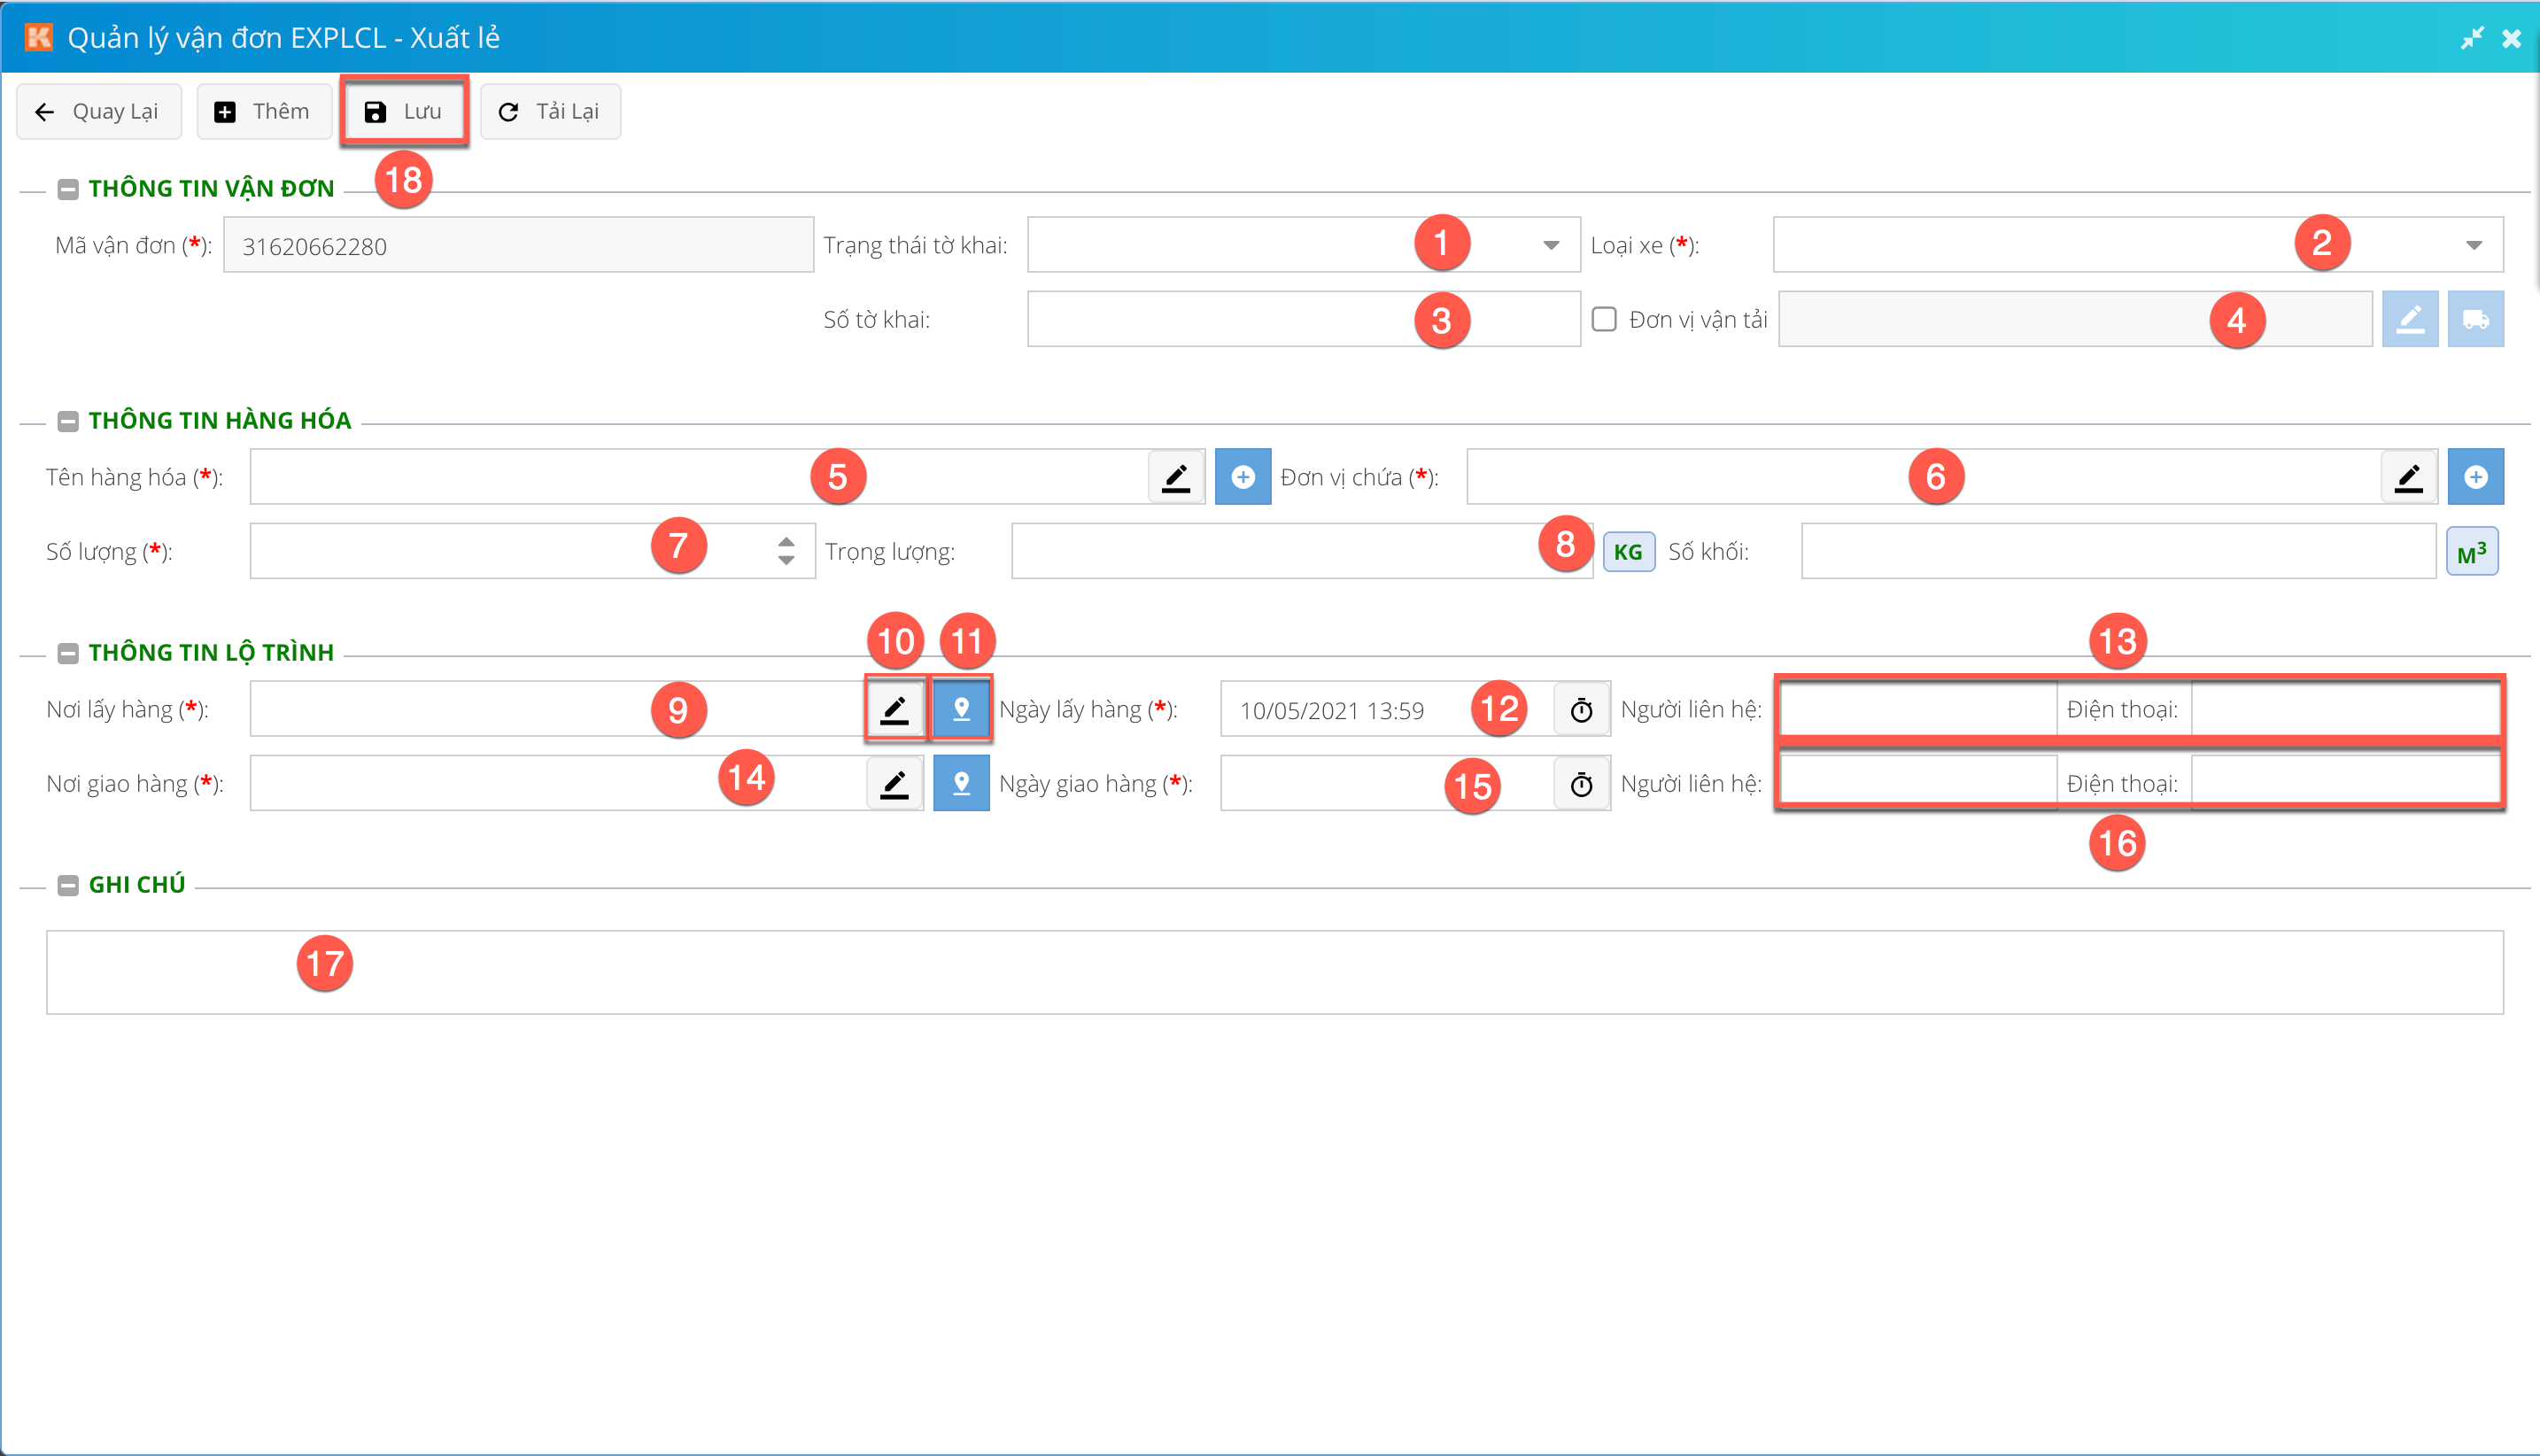 K Quản lý vận đơn EXPLCL - Xuất lẻ
Quay Lại Thêm Lưu Tải Lại
18
THÔNG TIN VẬN ĐƠN
Mã vận đơn (*): 31620662280 Trạng thái tờ khai: 1 Loại xe (*): 2
Số tờ khai: 3 Đơn vị vận tải 4
THÔNG TIN HÀNG HÓA
Tên hàng hóa (*): 5 Đơn vị chứa (*): 6
Số lượng (*): 7 Trọng lượng: 8 KG Số khối: M³
10 11 13
THÔNG TIN LỘ TRÌNH
Nơi lấy hàng (*): 9 Ngày lấy hàng (*): 10/05/2021 13:59 12 Người liên hệ: Điện thoại:
Nơi giao hàng (*): 14 Ngày giao hàng (*): 15 Người liên hệ: Điện thoại:
16
GHI CHÚ
17